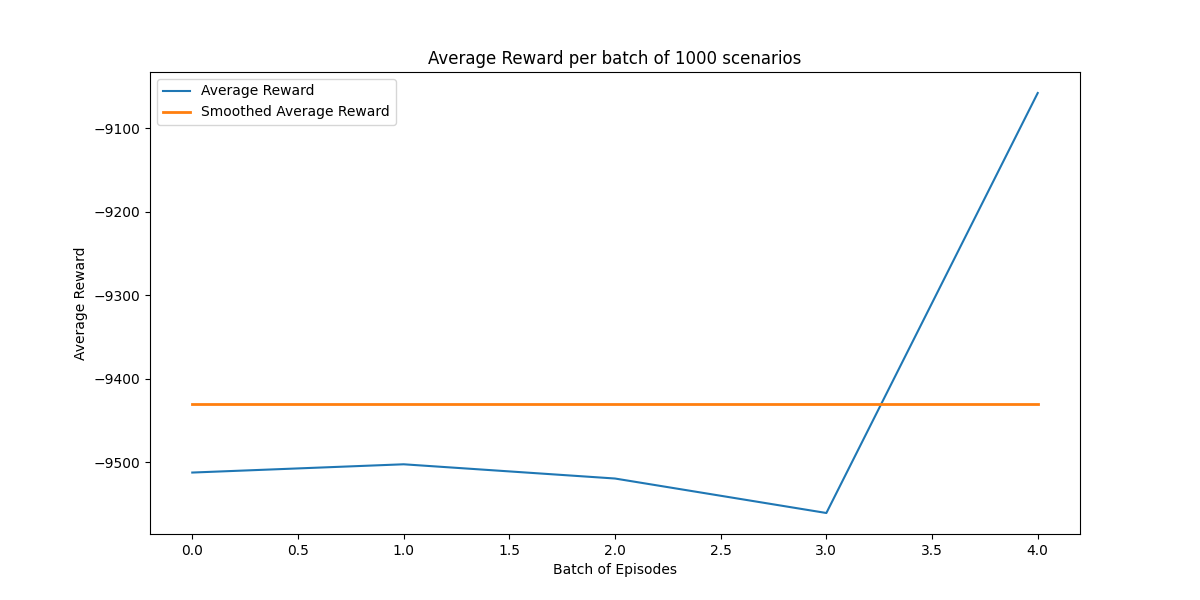 Average Reward per batch of 1000 scenarios
Average Reward
Smoothed Average Reward
−9100
−9200
−9300
−9400
−9500
Average Reward
0.0 0.5 1.0 1.5 2.0 2.5 3.0 3.5 4.0
Batch of Episodes